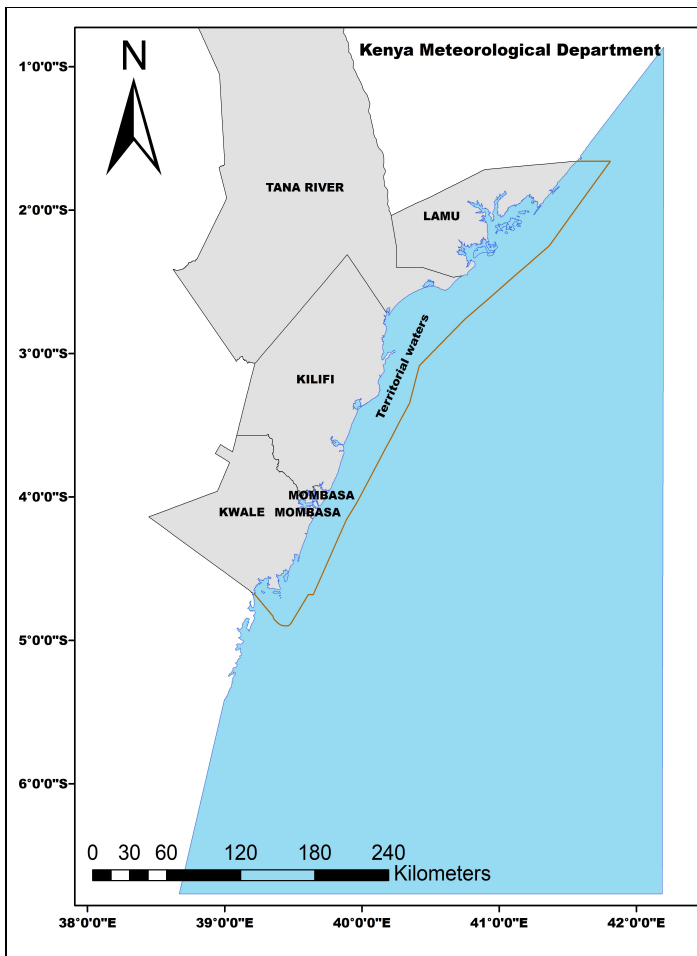 Kenya Meteorological Department
N
1°0'0"S
TANA RIVER
2°0'0"S
LAMU
3°0'0"S
Territorial waters
KILIFI
4°0'0"S
MOMBASA
KWALE
MOMBASA
5°0'0"S
6°0'0"S
0 30 60 120 180 240
Kilometers
38°0'0"E 39°0'0"E 40°0'0"E 41°0'0"E 42°0'0"E